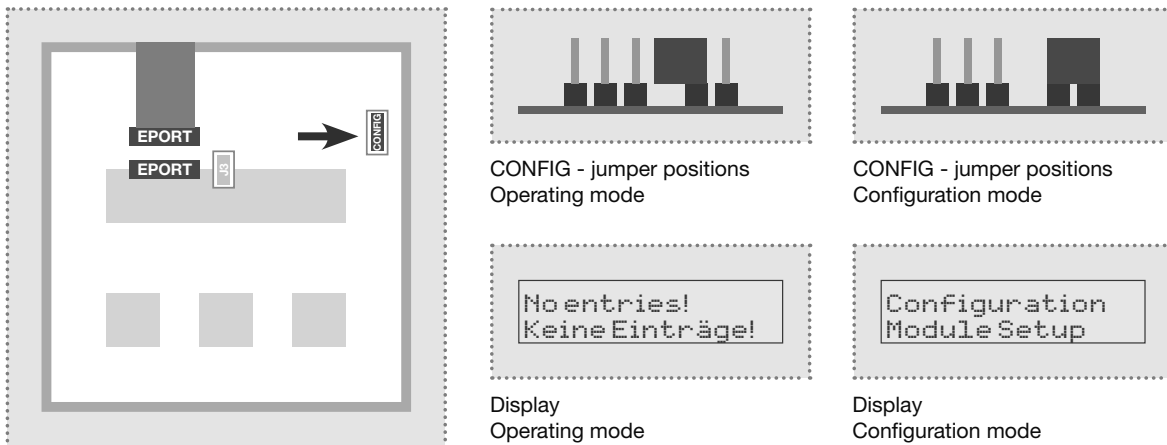 EPORT
EPORT
J3
CONFIG
CONFIG - jumper positions
Operating mode
CONFIG - jumper positions
Configuration mode
No entries!
Keine Einträge!
Configuration
Module Setup
Display
Operating mode
Display
Configuration mode